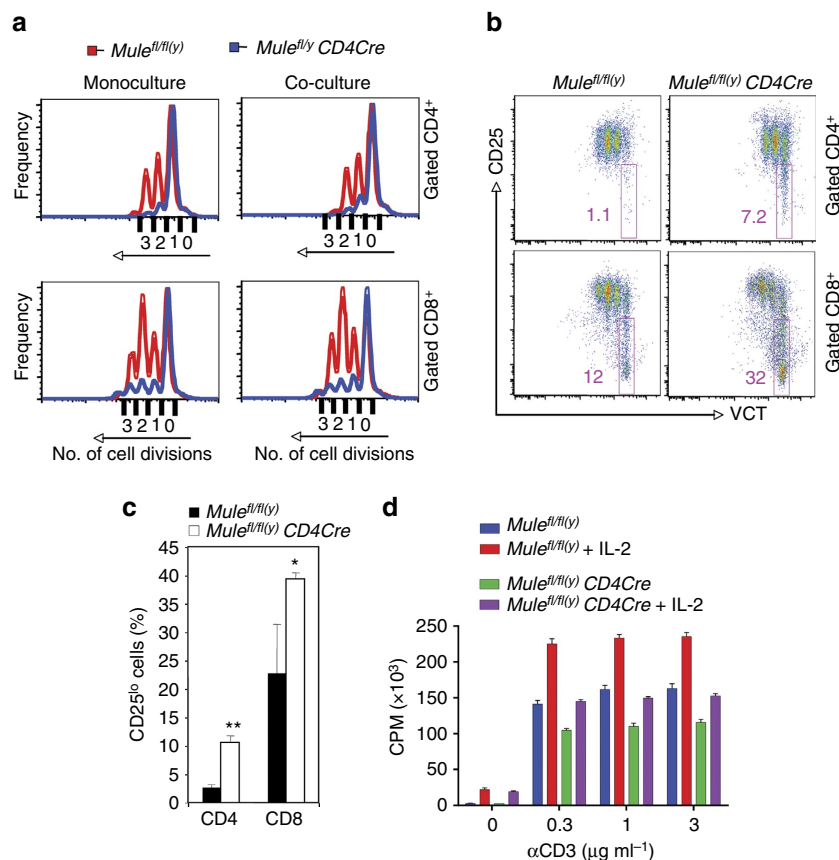 a
Mule^fl/fl(y)
Mule^fl/y CD4Cre
Monoculture
Co-culture
Frequency
Gated CD4+
3 2 1 0
3 2 1 0
Frequency
Gated CD8+
3 2 1 0
3 2 1 0
No. of cell divisions
No. of cell divisions
b
Mule^fl/fl(y)
Mule^fl/fl(y) CD4Cre
CD25
1.1
7.2
Gated CD4+
12
32
Gated CD8+
VCT
c
Mule^fl/fl(y)
Mule^fl/fl(y) CD4Cre
CD25^lo cells (%)
45
40
35
30
25
20
15
10
5
0
**
*
CD4
CD8
d
Mule^fl/fl(y)
Mule^fl/fl(y) + IL-2
Mule^fl/fl(y) CD4Cre
Mule^fl/fl(y) CD4Cre + IL-2
CPM (×10³)
250
200
150
100
50
0
0
0.3
1
3
αCD3 (μg ml⁻¹)